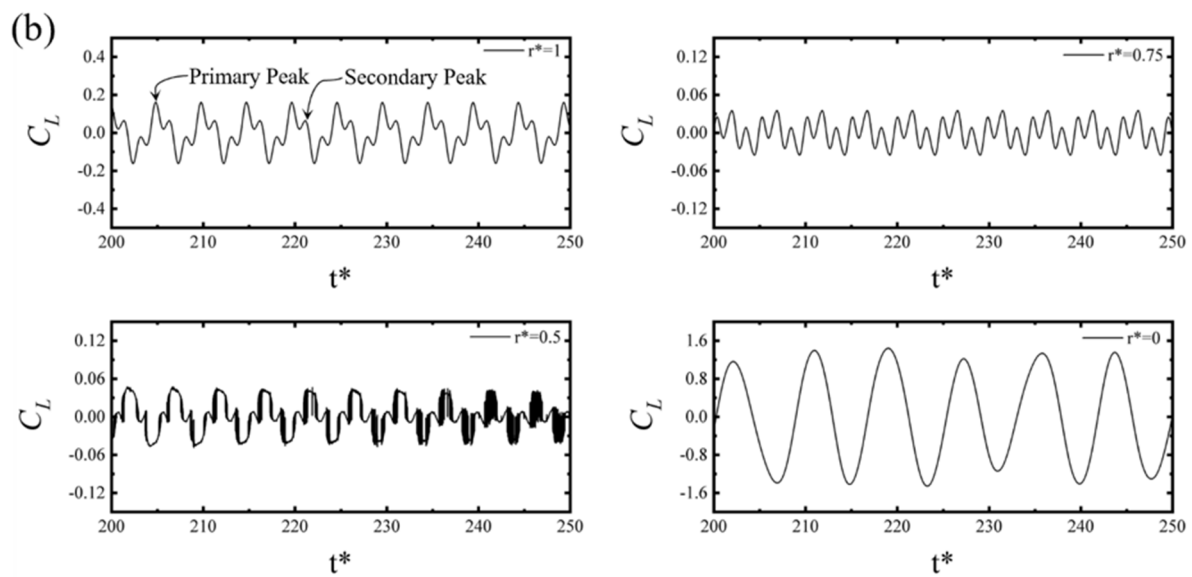 (b)
r*=1
Primary Peak
Secondary Peak
0.4
0.2
0.0
-0.2
-0.4
C_L
200 210 220 230 240 250
t*
r*=0.75
0.12
0.06
0.00
-0.06
-0.12
C_L
200 210 220 230 240 250
t*
r*=0.5
0.12
0.06
0.00
-0.06
-0.12
C_L
200 210 220 230 240 250
t*
r*=0
1.6
0.8
0.0
-0.8
-1.6
C_L
200 210 220 230 240 250
t*